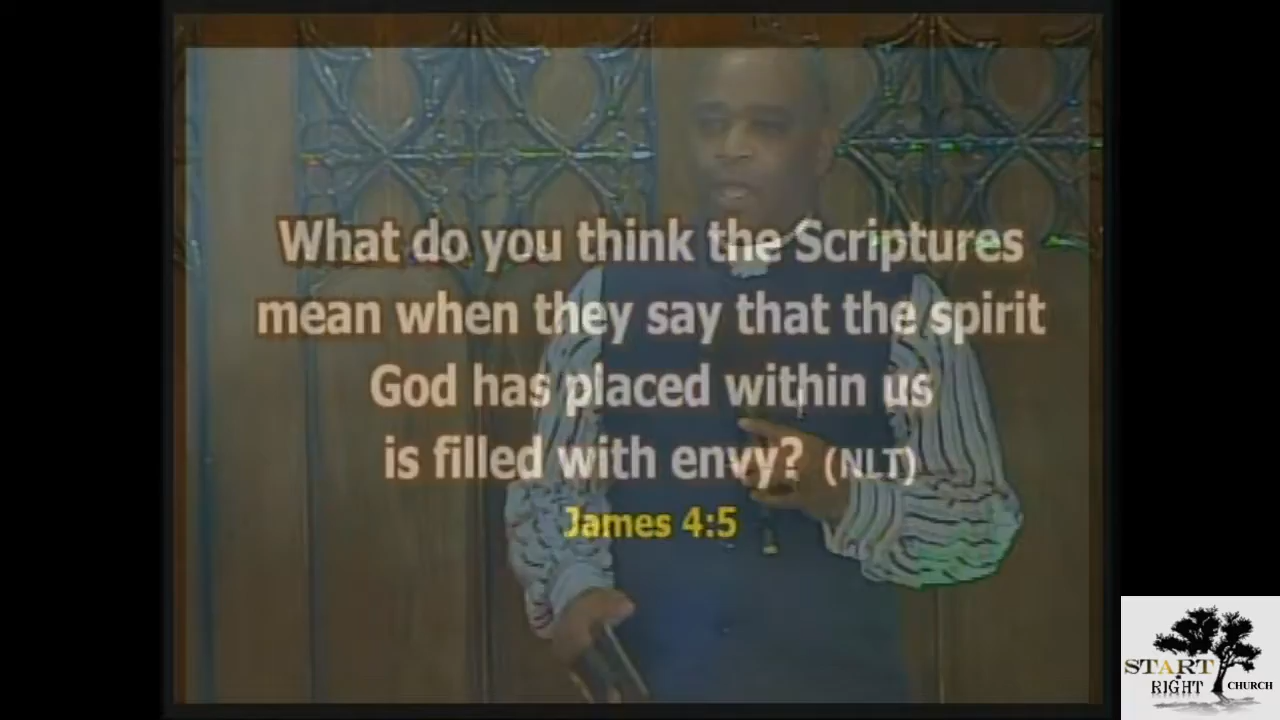 What do you think the Scriptures
mean when they say that the spirit
God has placed within us
is filled with envy? (NLT)
James 4:5
START
RIGHT CHURCH